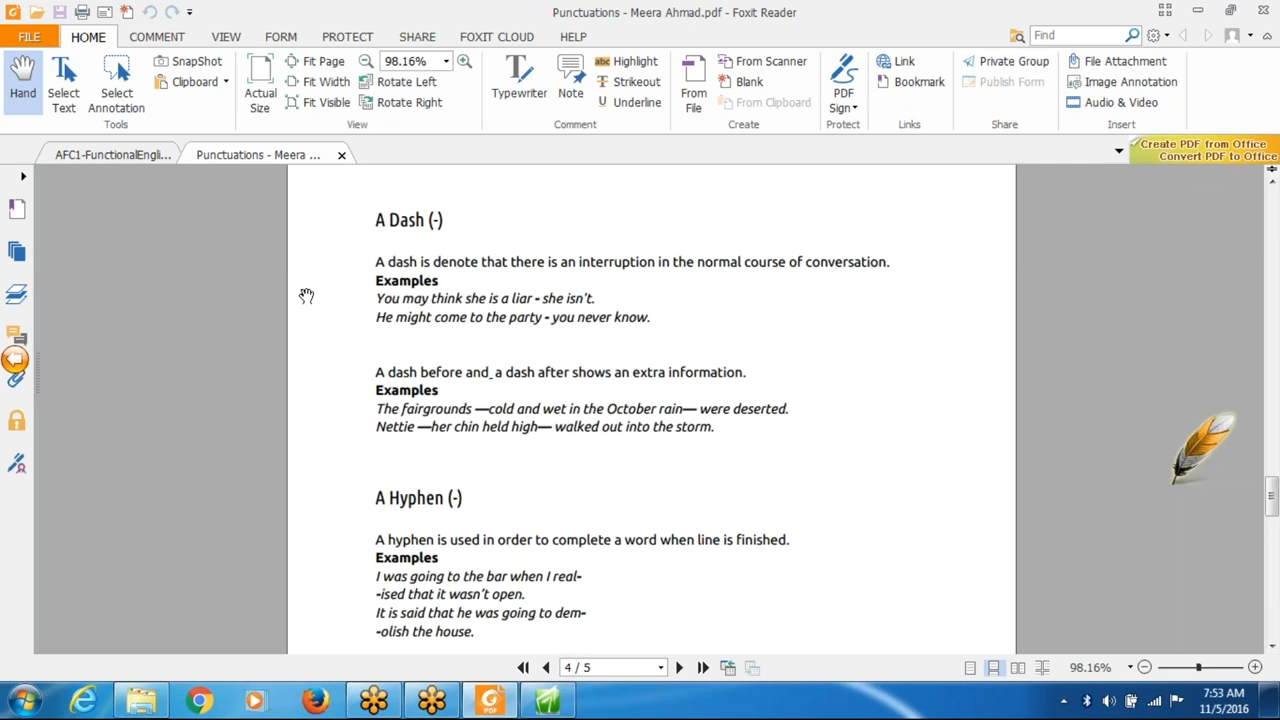 Punctuations - Meera Ahmad.pdf - Foxit Reader
FILE HOME COMMENT VIEW FORM PROTECT SHARE FOXIT CLOUD HELP Find
Hand
Select Text
Select Annotation
SnapShot
Clipboard
Tools
Actual Size
Fit Page
Fit Width
Fit Visible
98.16%
Rotate Left
Rotate Right
View
Typewriter
Note
Highlight
Strikeout
Underline
Comment
From File
From Scanner
Blank
From Clipboard
Create
PDF Sign
Protect
Link
Bookmark
Links
Private Group
Publish Form
Share
File Attachment
Image Annotation
Audio & Video
Insert
AFC1-FunctionalEngli... Punctuations - Meera ...
Create PDF from Office
Convert PDF to Office
A Dash (-)
A dash is denote that there is an interruption in the normal course of conversation.
Examples
You may think she is a liar - she isn't.
He might come to the party - you never know.
A dash before and a dash after shows an extra information.
Examples
The fairgrounds —cold and wet in the October rain— were deserted.
Nettie —her chin held high— walked out into the storm.
A Hyphen (-)
A hyphen is used in order to complete a word when line is finished.
Examples
I was going to the bar when I real-
-ised that it wasn't open.
It is said that he was going to dem-
-olish the house.
4 / 5
98.16%
PDF
7:53 AM
11/5/2016